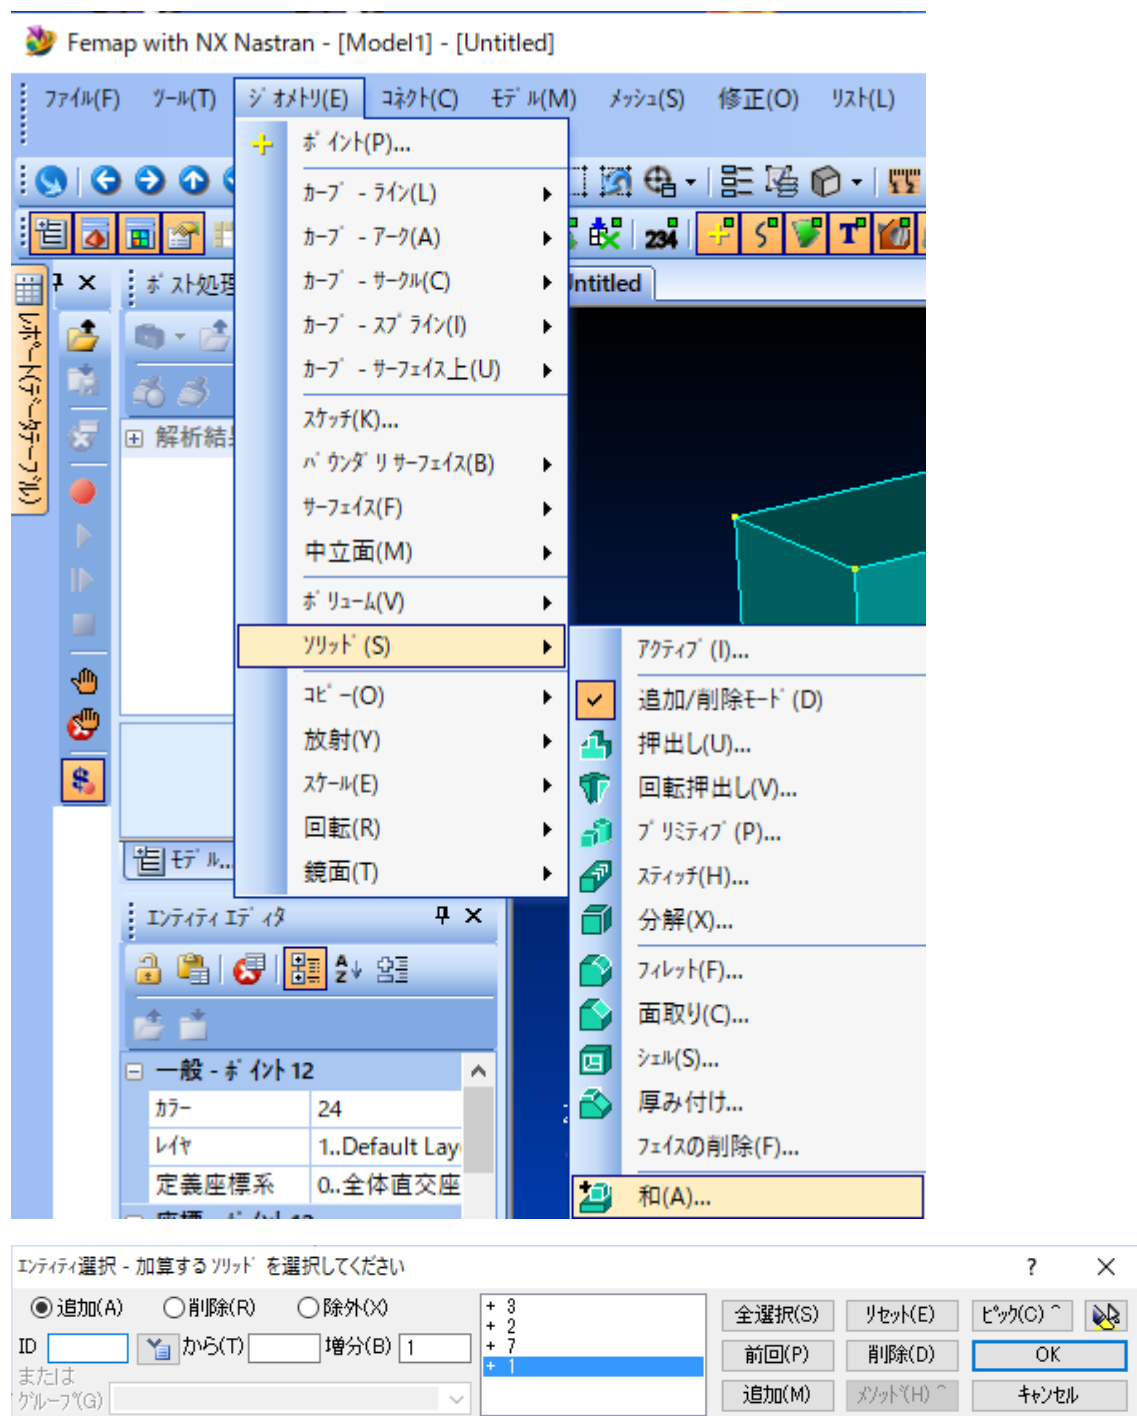 Femap with NX Nastran - [Model1] - [Untitled]
ﾌｧｲﾙ(F) ﾂｰﾙ(T) ｼﾞｵﾒﾄﾘ(E) ｺﾈｸﾄ(C) ﾓﾃﾞﾙ(M) ﾒｯｼｭ(S) 修正(O) ﾘｽﾄ(L)
ﾎﾟｲﾝﾄ(P)...
ｶｰﾌﾞ - ﾗｲﾝ(L)
ｶｰﾌﾞ - ｱｰｸ(A)
234
ﾎﾟｽﾄ処理
ｶｰﾌﾞ - ｻｰｸﾙ(C)
ntitled
ｶｰﾌﾞ - ｽﾌﾟﾗｲﾝ(I)
ｶｰﾌﾞ - ｻｰﾌｪｲｽ上(U)
ﾚﾎﾟｰﾄ(ﾃﾞｰﾀﾃｰﾌﾞﾙ)
ｽｹｯﾁ(K)...
解析結
ﾊﾞｳﾝﾀﾞﾘ ｻｰﾌｪｲｽ(B)
ｻｰﾌｪｲｽ(F)
中立面(M)
ﾎﾞﾘｭｰﾑ(V)
ｿﾘｯﾄﾞ(S)
ｺﾋﾟｰ(O)
放射(Y)
ｽｹｰﾙ(E)
回転(R)
鏡面(T)
ｱｸﾃｨﾌﾞ(I)...
追加/削除ﾓｰﾄﾞ(D)
押出し(U)...
回転押出し(V)...
ﾌﾟﾘﾐﾃｨﾌﾞ(P)...
ｽﾃｨｯﾁ(H)...
分解(X)...
ﾌｨﾚｯﾄ(F)...
面取り(C)...
ｼｪﾙ(S)...
厚み付け...
ﾌｪｲｽの削除(F)...
和(A)...
ﾓﾃﾞﾙ...
ｴﾝﾃｨﾃｨ ｴﾃﾞｨﾀ
一般 - ﾎﾟｲﾝﾄ 12
ｶﾗｰ 24
ﾚｲﾔ 1..Default Lay
定義座標系 0..全体直交座
ｴﾝﾃｨﾃｨ選択 - 加算する ｿﾘｯﾄﾞ を選択してください ?
追加(A) 削除(R) 除外(X)
ID から(T) 増分(B) 1
または
ｸﾞﾙｰﾌﾟ(G)
+ 3
+ 2
+ 7
+ 1
全選択(S) ﾘｾｯﾄ(E) ﾋﾟｯｸ(C) ^
前回(P) 削除(D) OK
追加(M) ﾒｿｯﾄﾞ(H) ^ ｷｬﾝｾﾙ